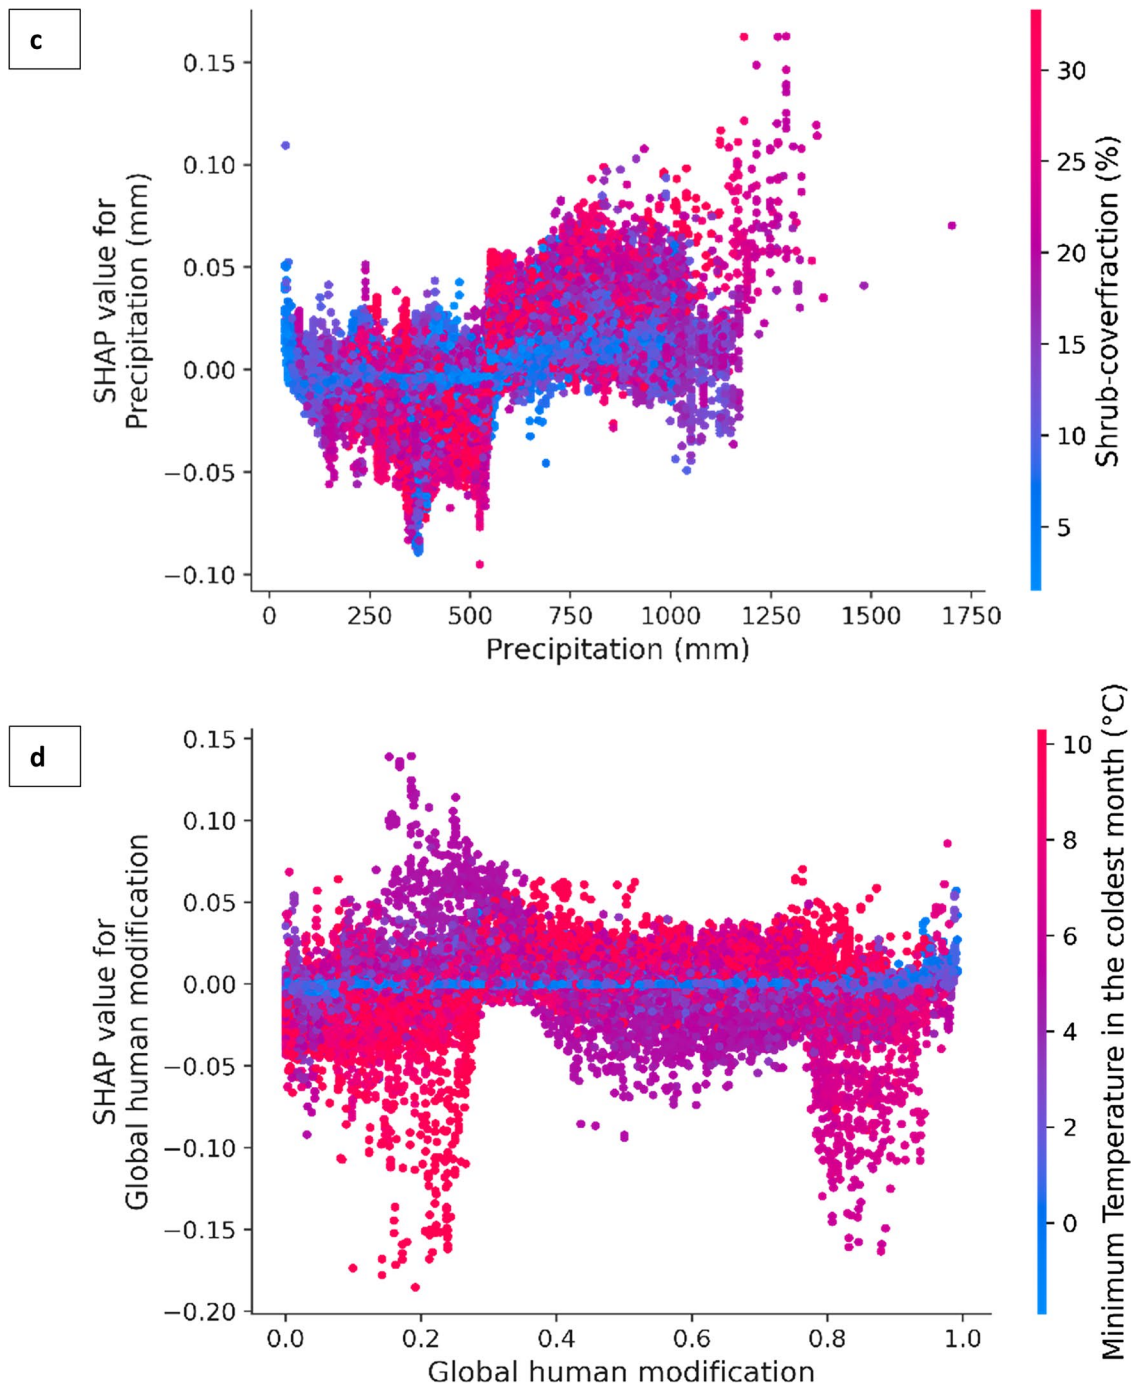 c
SHAP value for
Precipitation (mm)
0.15
0.10
0.05
0.00
−0.05
−0.10
0 250 500 750 1000 1250 1500 1750
Precipitation (mm)
30
25
20
15
10
5
Shrub-coverfraction (%)
d
SHAP value for
Global human modification
0.15
0.10
0.05
0.00
−0.05
−0.10
−0.15
−0.20
0.0 0.2 0.4 0.6 0.8 1.0
Global human modification
10
8
6
4
2
0
Minimum Temperature in the coldest month (°C)